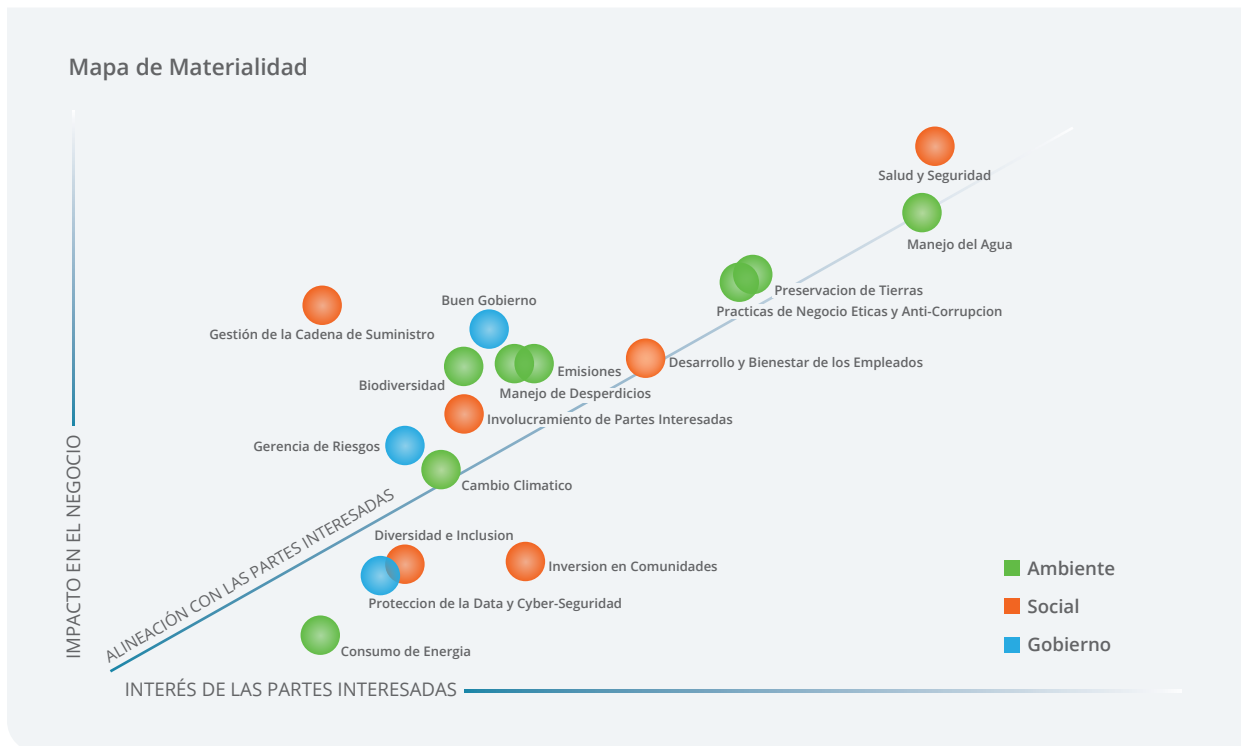 Mapa de Materialidad
Salud y Seguridad
Manejo del Agua
Preservacion de Tierras
Practicas de Negocio Eticas y Anti-Corrupcion
Buen Gobierno
Gestión de la Cadena de Suministro
Desarrollo y Bienestar de los Empleados
Emisiones
Biodiversidad
Manejo de Desperdicios
Involucramiento de Partes Interesadas
Gerencia de Riesgos
Cambio Climatico
Diversidad e Inclusion
Inversion en Comunidades
Proteccion de la Data y Cyber-Seguridad
Consumo de Energia
IMPACTO EN EL NEGOCIO
ALINEACIÓN CON LAS PARTES INTERESADAS
INTERÉS DE LAS PARTES INTERESADAS
Ambiente
Social
Gobierno